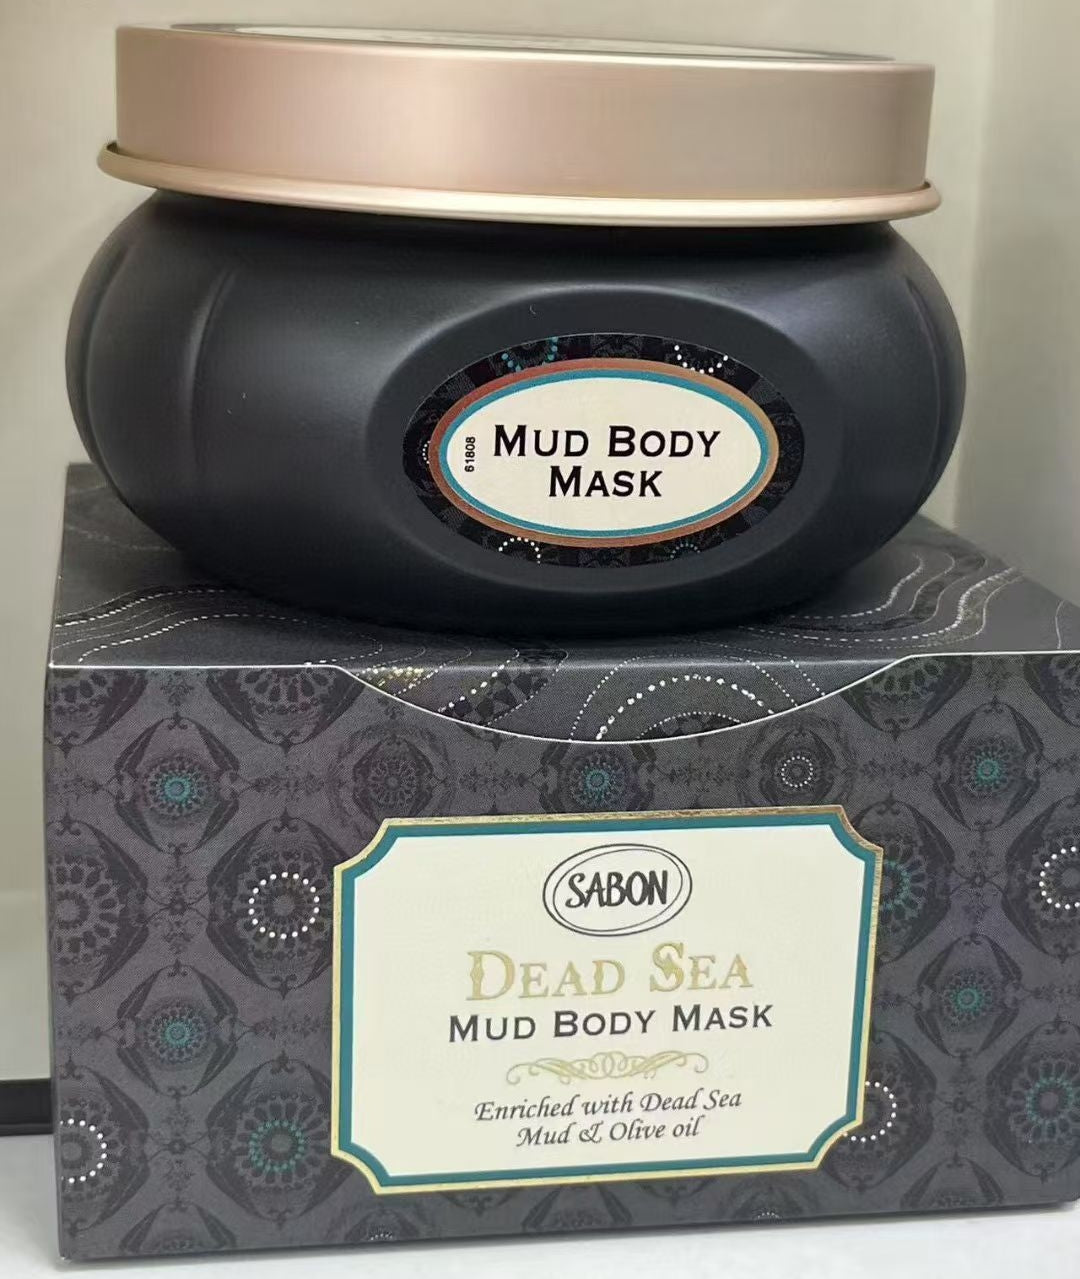 61808
MUD BODY
MASK
SABON
DEAD SEA
MUD BODY MASK
Enriched with Dead Sea
Mud & Olive oil